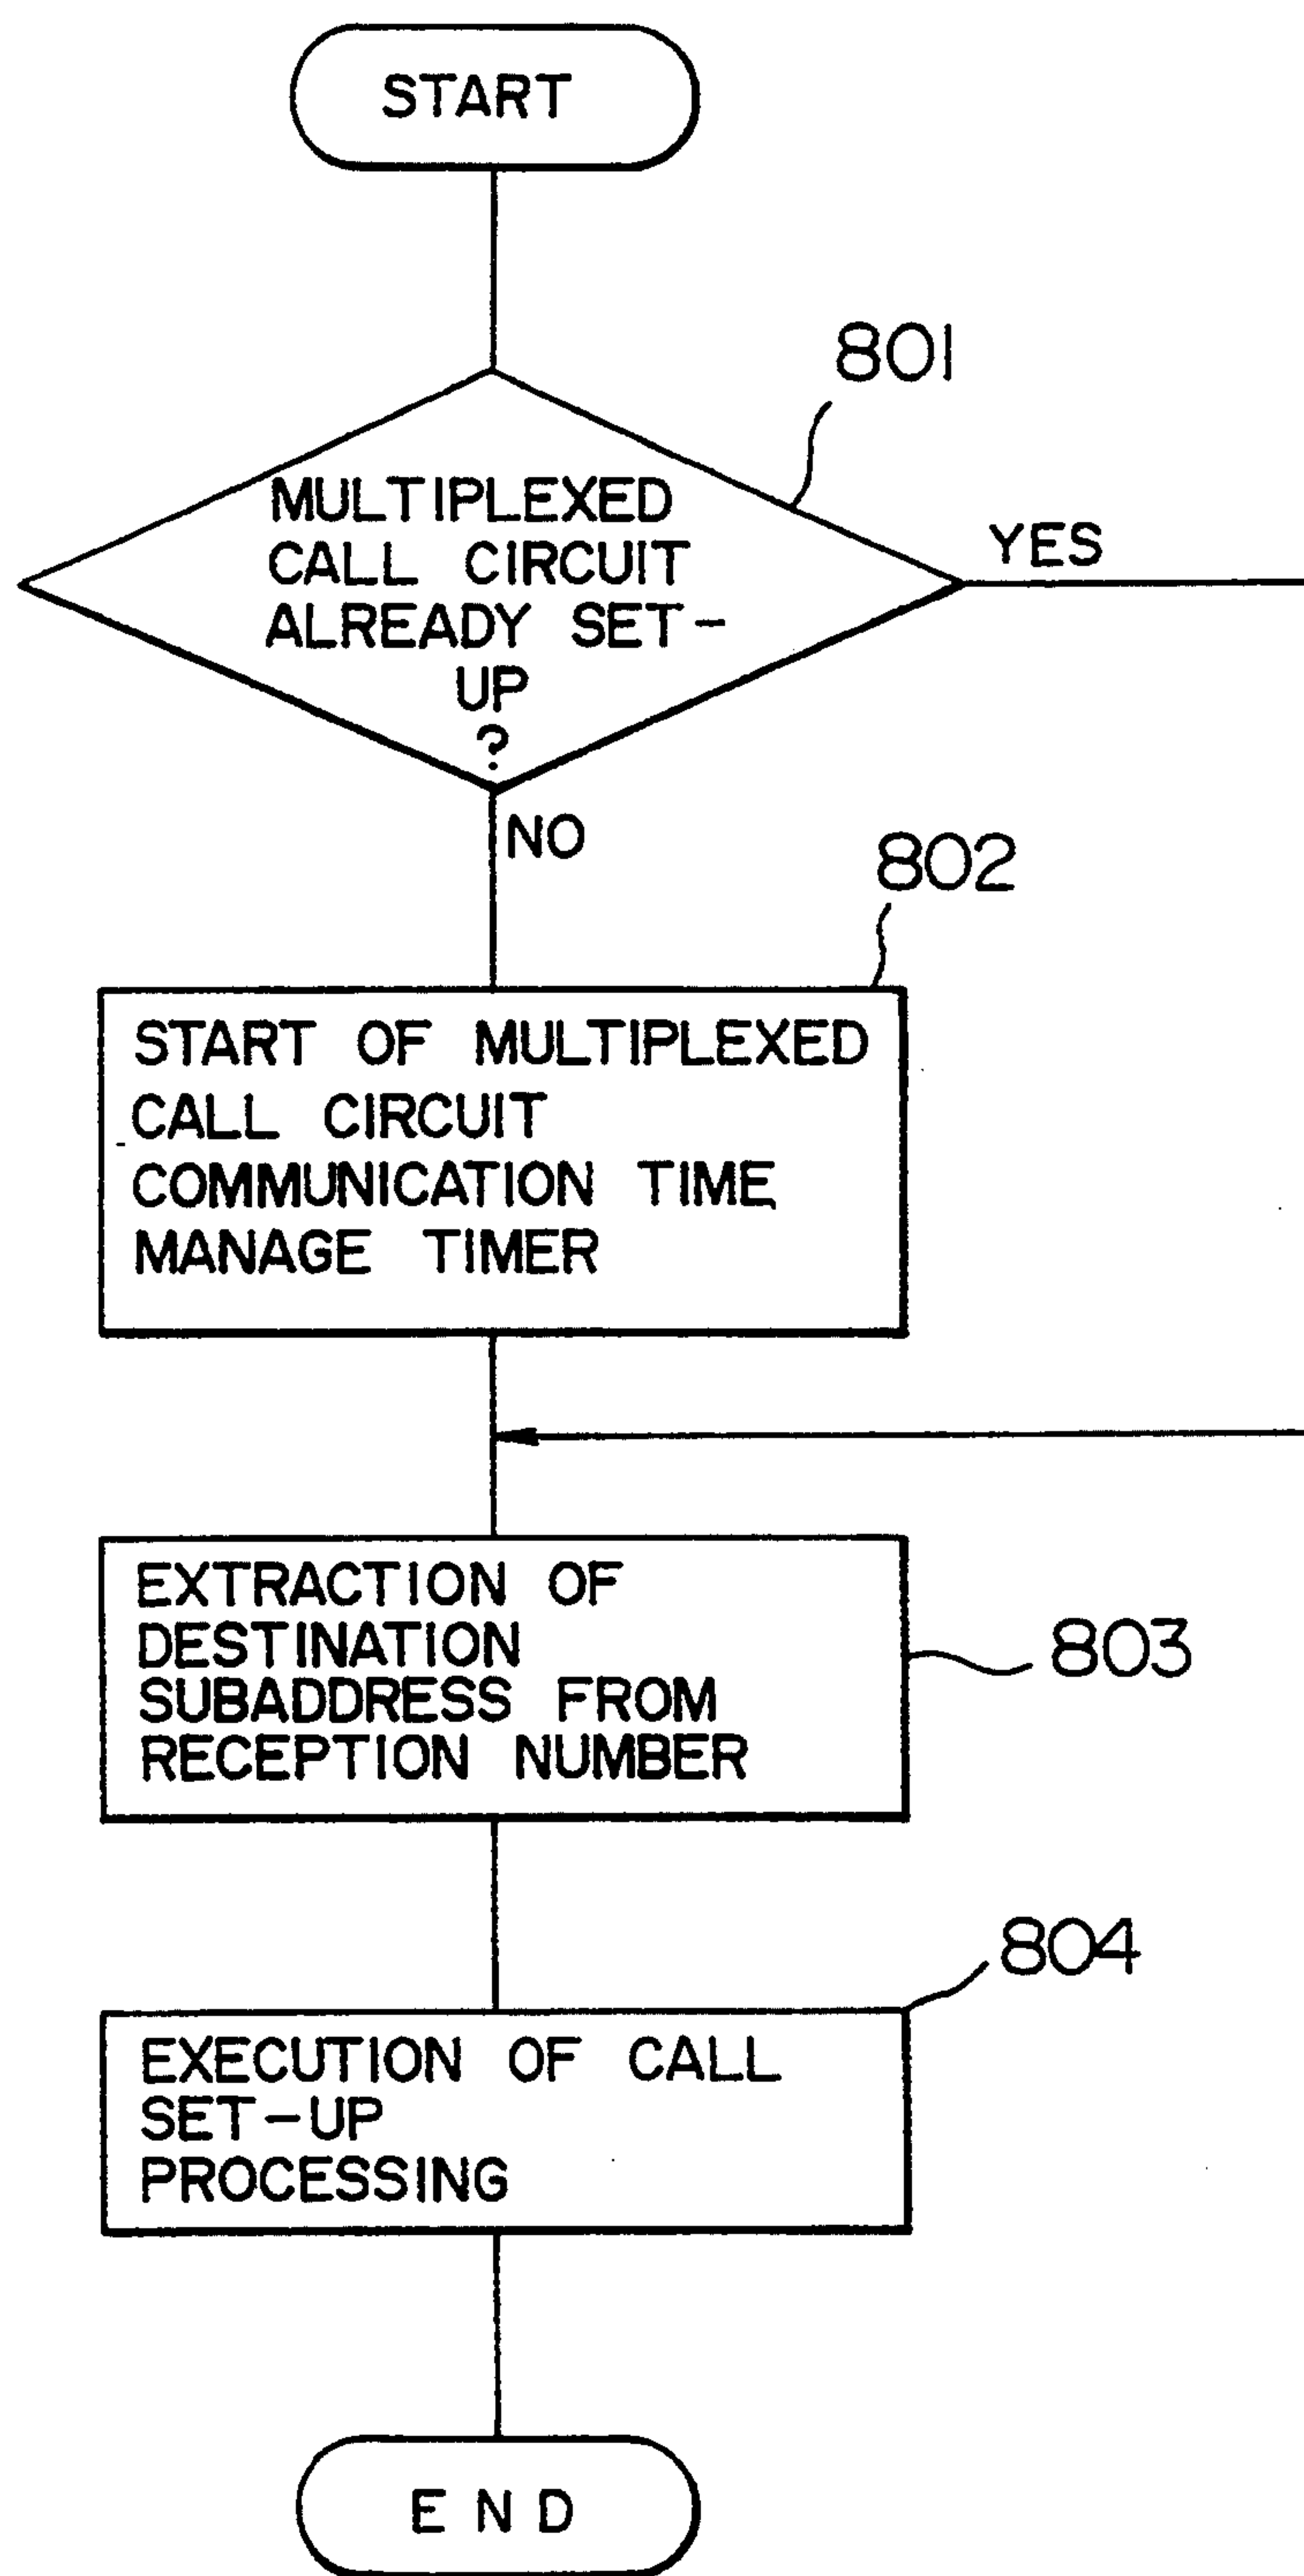 START
801
MULTIPLEXED
CALL CIRCUIT
ALREADY SET-
UP
?
YES
NO
802
START OF MULTIPLEXED
CALL CIRCUIT
COMMUNICATION TIME
MANAGE TIMER
EXTRACTION OF
DESTINATION
SUBADDRESS FROM
RECEPTION NUMBER
803
804
EXECUTION OF CALL
SET-UP
PROCESSING
END